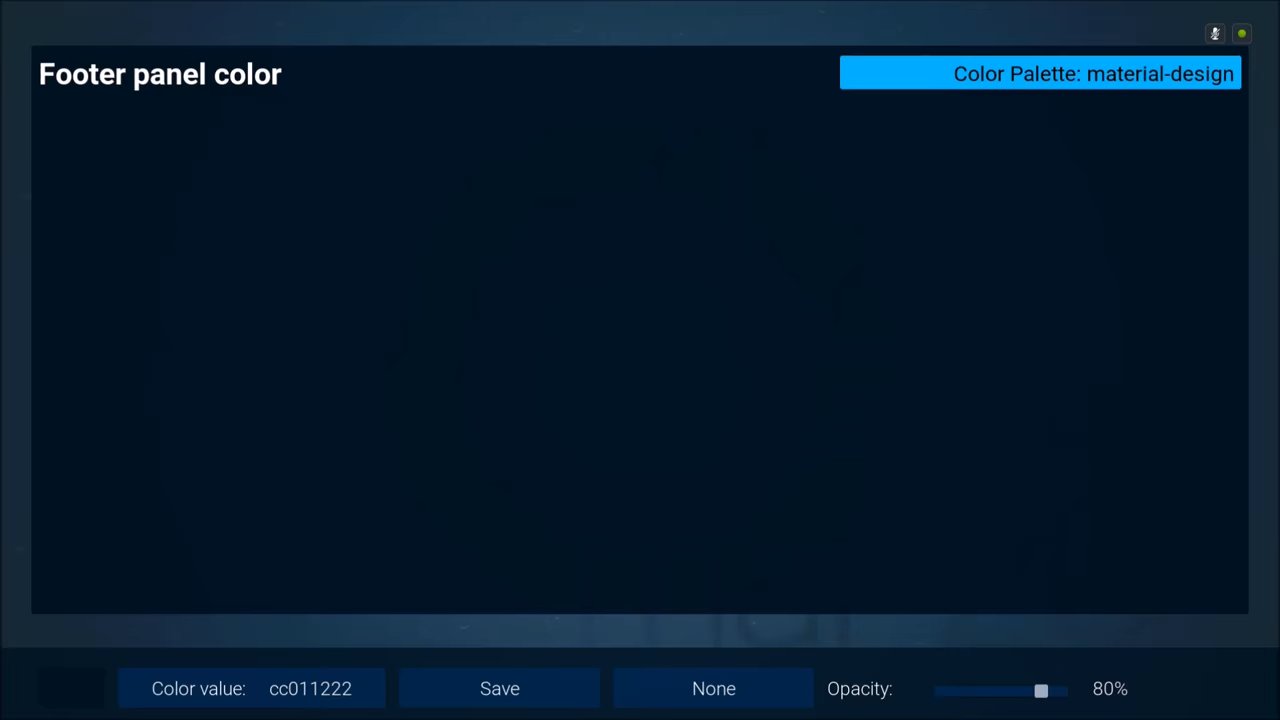 Footer panel color
Color Palette: material-design
Color value: cc011222
Save
None
Opacity:
80%